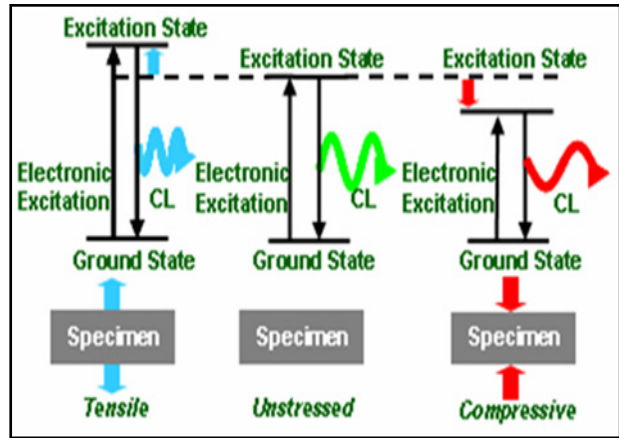 Excitation State
Excitation State
Excitation State
Electronic
Excitation
CL
Electronic
Excitation
CL
Electronic
Excitation
CL
Ground State
Ground State
Ground State
Specimen
Specimen
Specimen
Tensile
Unstressed
Compressive